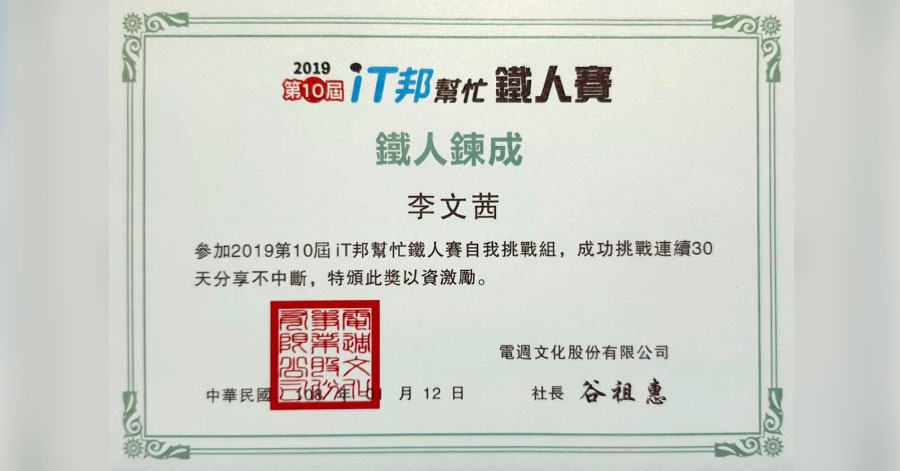 2019
第10屆 iT邦幫忙 鐵人賽
鐵人鍊成
李文茜
參加2019第10屆 iT邦幫忙鐵人賽自我挑戰組，成功挑戰連續30
天分享不中斷，特頒此獎以資激勵。
電週文化事業股份有限公司
電週文化股份有限公司
中華民國 108 年 01 月 12 日
社長 谷祖惠